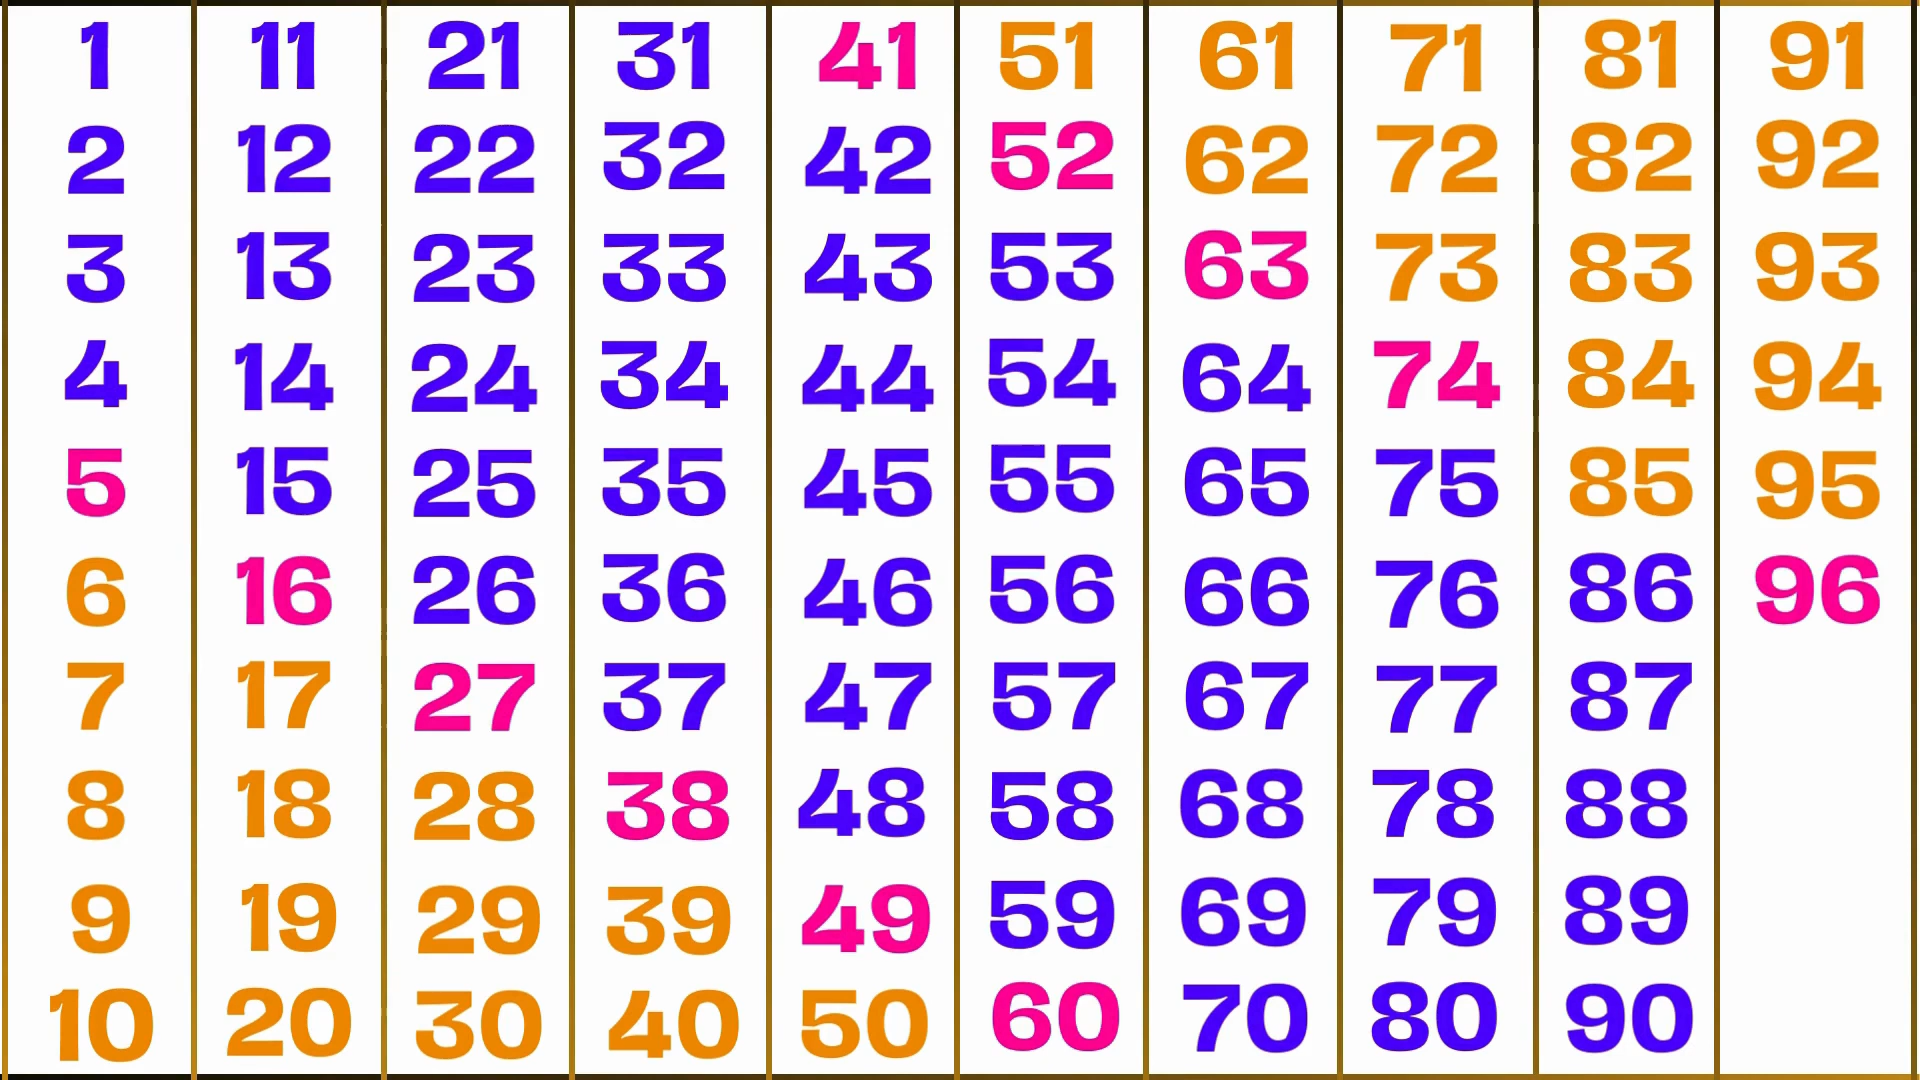 1 11 21 31 41 51 61 71 81 91
2 12 22 32 42 52 62 72 82 92
3 13 23 33 43 53 63 73 83 93
4 14 24 34 44 54 64 74 84 94
5 15 25 35 45 55 65 75 85 95
6 16 26 36 46 56 66 76 86 96
7 17 27 37 47 57 67 77 87
8 18 28 38 48 58 68 78 88
9 19 29 39 49 59 69 79 89
10 20 30 40 50 60 70 80 90